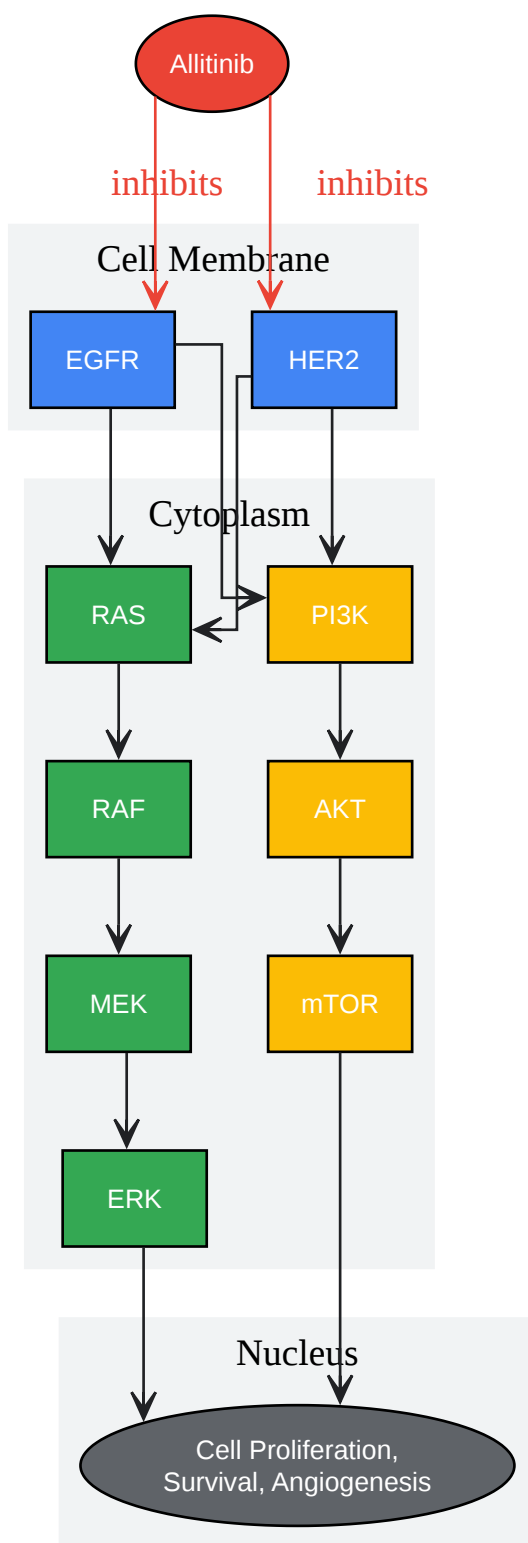 Allitinib
inhibits
inhibits
Cell Membrane
EGFR
HER2
Cytoplasm
RAS
PI3K
RAF
AKT
MEK
mTOR
ERK
Nucleus
Cell Proliferation,
Survival, Angiogenesis